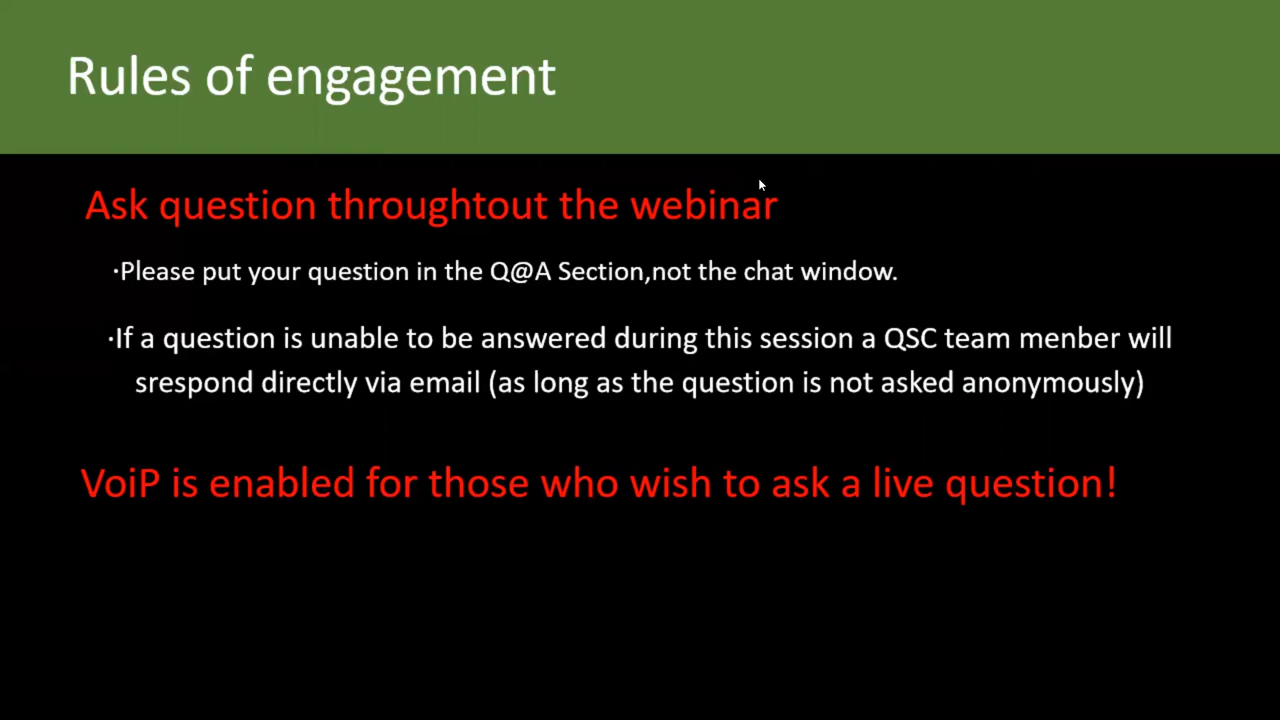 Rules of engagement
Ask question throughtout the webinar
·Please put your question in the Q@A Section,not the chat window.
·If a question is unable to be answered during this session a QSC team menber will
srespond directly via email (as long as the question is not asked anonymously)
VoiP is enabled for those who wish to ask a live question!